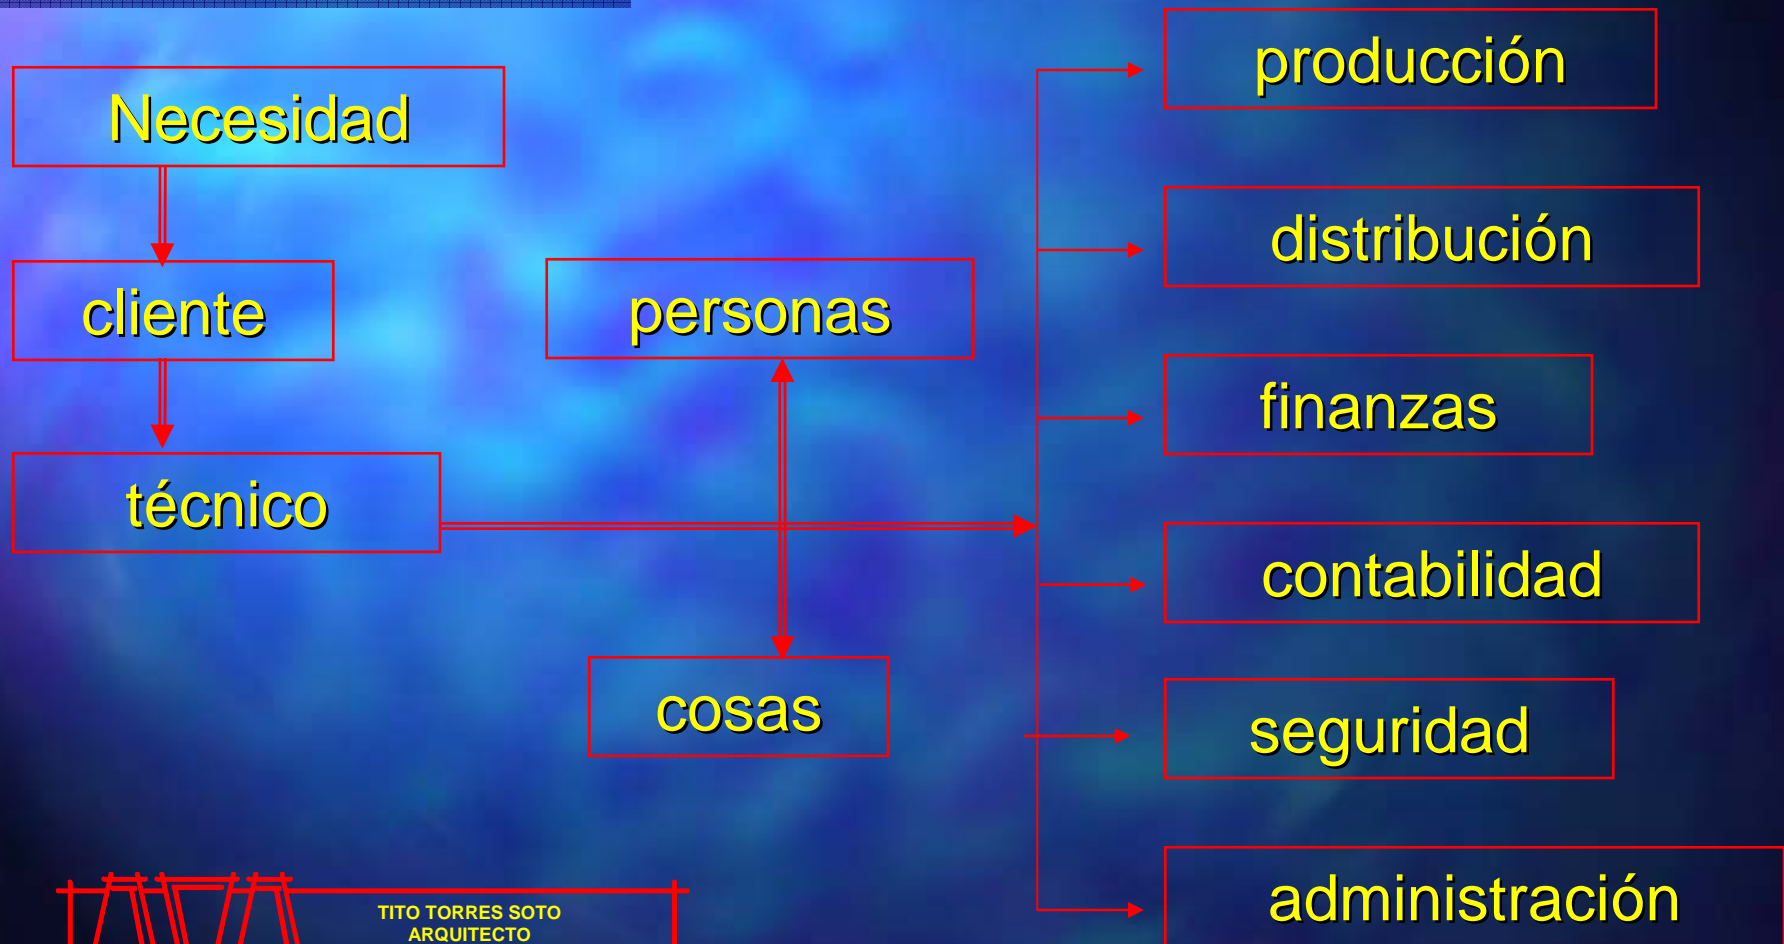 Necesidad
cliente
técnico
personas
cosas
producción
distribución
finanzas
contabilidad
seguridad
administración
TITO TORRES SOTO
ARQUITECTO